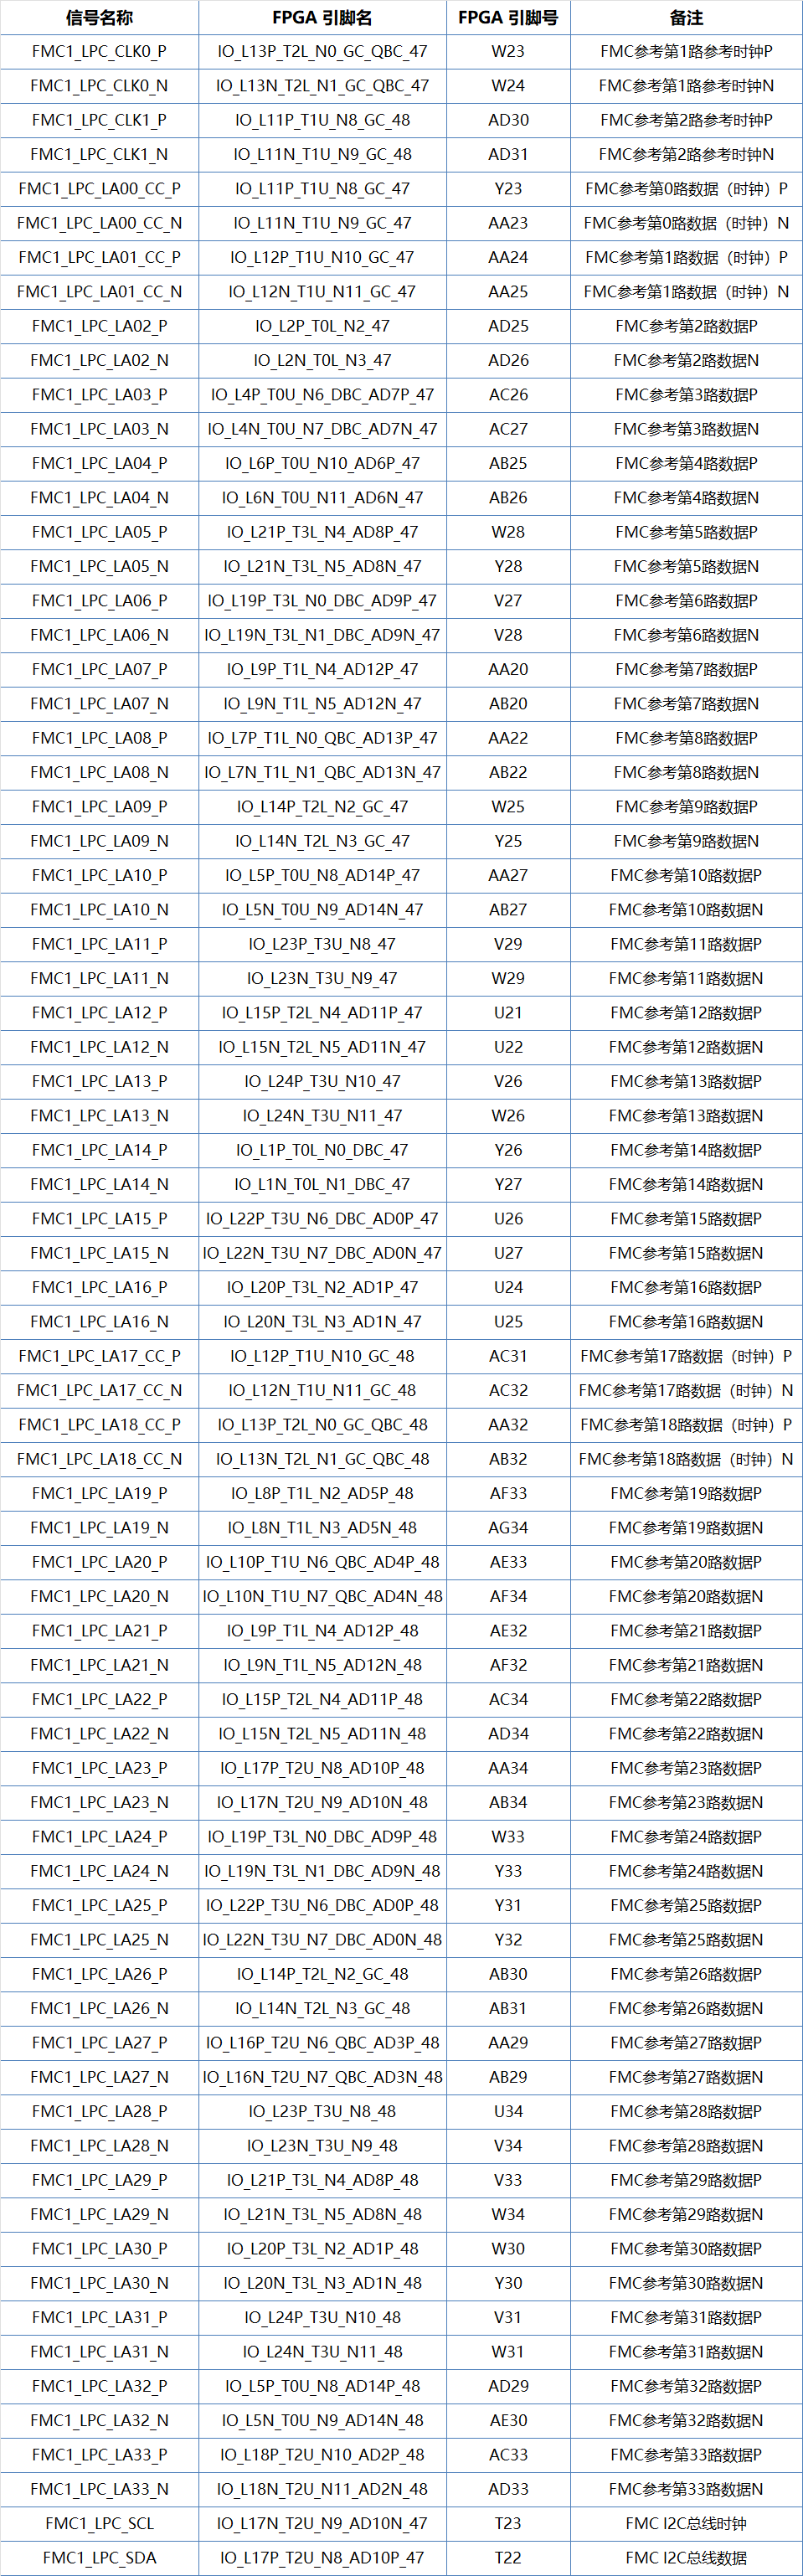 信号名称 FPGA 引脚名 FPGA 引脚号 备注
FMC1_LPC_CLK0_P IO_L13P_T2L_N0_GC_QBC_47 W23 FMC参考第1路参考时钟P
FMC1_LPC_CLK0_N IO_L13N_T2L_N1_GC_QBC_47 W24 FMC参考第1路参考时钟N
FMC1_LPC_CLK1_P IO_L11P_T1U_N8_GC_48 AD30 FMC参考第2路参考时钟P
FMC1_LPC_CLK1_N IO_L11N_T1U_N9_GC_48 AD31 FMC参考第2路参考时钟N
FMC1_LPC_LA00_CC_P IO_L11P_T1U_N8_GC_47 Y23 FMC参考第0路数据（时钟）P
FMC1_LPC_LA00_CC_N IO_L11N_T1U_N9_GC_47 AA23 FMC参考第0路数据（时钟）N
FMC1_LPC_LA01_CC_P IO_L12P_T1U_N10_GC_47 AA24 FMC参考第1路数据（时钟）P
FMC1_LPC_LA01_CC_N IO_L12N_T1U_N11_GC_47 AA25 FMC参考第1路数据（时钟）N
FMC1_LPC_LA02_P IO_L2P_T0L_N2_47 AD25 FMC参考第2路数据P
FMC1_LPC_LA02_N IO_L2N_T0L_N3_47 AD26 FMC参考第2路数据N
FMC1_LPC_LA03_P IO_L4P_T0U_N6_DBC_AD7P_47 AC26 FMC参考第3路数据P
FMC1_LPC_LA03_N IO_L4N_T0U_N7_DBC_AD7N_47 AC27 FMC参考第3路数据N
FMC1_LPC_LA04_P IO_L6P_T0U_N10_AD6P_47 AB25 FMC参考第4路数据P
FMC1_LPC_LA04_N IO_L6N_T0U_N11_AD6N_47 AB26 FMC参考第4路数据N
FMC1_LPC_LA05_P IO_L21P_T3L_N4_AD8P_47 W28 FMC参考第5路数据P
FMC1_LPC_LA05_N IO_L21N_T3L_N5_AD8N_47 Y28 FMC参考第5路数据N
FMC1_LPC_LA06_P IO_L19P_T3L_N0_DBC_AD9P_47 V27 FMC参考第6路数据P
FMC1_LPC_LA06_N IO_L19N_T3L_N1_DBC_AD9N_47 V28 FMC参考第6路数据N
FMC1_LPC_LA07_P IO_L9P_T1L_N4_AD12P_47 AA20 FMC参考第7路数据P
FMC1_LPC_LA07_N IO_L9N_T1L_N5_AD12N_47 AB20 FMC参考第7路数据N
FMC1_LPC_LA08_P IO_L7P_T1L_N0_QBC_AD13P_47 AA22 FMC参考第8路数据P
FMC1_LPC_LA08_N IO_L7N_T1L_N1_QBC_AD13N_47 AB22 FMC参考第8路数据N
FMC1_LPC_LA09_P IO_L14P_T2L_N2_GC_47 W25 FMC参考第9路数据P
FMC1_LPC_LA09_N IO_L14N_T2L_N3_GC_47 Y25 FMC参考第9路数据N
FMC1_LPC_LA10_P IO_L5P_T0U_N8_AD14P_47 AA27 FMC参考第10路数据P
FMC1_LPC_LA10_N IO_L5N_T0U_N9_AD14N_47 AB27 FMC参考第10路数据N
FMC1_LPC_LA11_P IO_L23P_T3U_N8_47 V29 FMC参考第11路数据P
FMC1_LPC_LA11_N IO_L23N_T3U_N9_47 W29 FMC参考第11路数据N
FMC1_LPC_LA12_P IO_L15P_T2L_N4_AD11P_47 U21 FMC参考第12路数据P
FMC1_LPC_LA12_N IO_L15N_T2L_N5_AD11N_47 U22 FMC参考第12路数据N
FMC1_LPC_LA13_P IO_L24P_T3U_N10_47 V26 FMC参考第13路数据P
FMC1_LPC_LA13_N IO_L24N_T3U_N11_47 W26 FMC参考第13路数据N
FMC1_LPC_LA14_P IO_L1P_T0L_N0_DBC_47 Y26 FMC参考第14路数据P
FMC1_LPC_LA14_N IO_L1N_T0L_N1_DBC_47 Y27 FMC参考第14路数据N
FMC1_LPC_LA15_P IO_L22P_T3U_N6_DBC_AD0P_47 U26 FMC参考第15路数据P
FMC1_LPC_LA15_N IO_L22N_T3U_N7_DBC_AD0N_47 U27 FMC参考第15路数据N
FMC1_LPC_LA16_P IO_L20P_T3L_N2_AD1P_47 U24 FMC参考第16路数据P
FMC1_LPC_LA16_N IO_L20N_T3L_N3_AD1N_47 U25 FMC参考第16路数据N
FMC1_LPC_LA17_CC_P IO_L12P_T1U_N10_GC_48 AC31 FMC参考第17路数据（时钟）P
FMC1_LPC_LA17_CC_N IO_L12N_T1U_N11_GC_48 AC32 FMC参考第17路数据（时钟）N
FMC1_LPC_LA18_CC_P IO_L13P_T2L_N0_GC_QBC_48 AA32 FMC参考第18路数据（时钟）P
FMC1_LPC_LA18_CC_N IO_L13N_T2L_N1_GC_QBC_48 AB32 FMC参考第18路数据（时钟）N
FMC1_LPC_LA19_P IO_L8P_T1L_N2_AD5P_48 AF33 FMC参考第19路数据P
FMC1_LPC_LA19_N IO_L8N_T1L_N3_AD5N_48 AG34 FMC参考第19路数据N
FMC1_LPC_LA20_P IO_L10P_T1U_N6_QBC_AD4P_48 AE33 FMC参考第20路数据P
FMC1_LPC_LA20_N IO_L10N_T1U_N7_QBC_AD4N_48 AF34 FMC参考第20路数据N
FMC1_LPC_LA21_P IO_L9P_T1L_N4_AD12P_48 AE32 FMC参考第21路数据P
FMC1_LPC_LA21_N IO_L9N_T1L_N5_AD12N_48 AF32 FMC参考第21路数据N
FMC1_LPC_LA22_P IO_L15P_T2L_N4_AD11P_48 AC34 FMC参考第22路数据P
FMC1_LPC_LA22_N IO_L15N_T2L_N5_AD11N_48 AD34 FMC参考第22路数据N
FMC1_LPC_LA23_P IO_L17P_T2U_N8_AD10P_48 AA34 FMC参考第23路数据P
FMC1_LPC_LA23_N IO_L17N_T2U_N9_AD10N_48 AB34 FMC参考第23路数据N
FMC1_LPC_LA24_P IO_L19P_T3L_N0_DBC_AD9P_48 W33 FMC参考第24路数据P
FMC1_LPC_LA24_N IO_L19N_T3L_N1_DBC_AD9N_48 Y33 FMC参考第24路数据N
FMC1_LPC_LA25_P IO_L22P_T3U_N6_DBC_AD0P_48 Y31 FMC参考第25路数据P
FMC1_LPC_LA25_N IO_L22N_T3U_N7_DBC_AD0N_48 Y32 FMC参考第25路数据N
FMC1_LPC_LA26_P IO_L14P_T2L_N2_GC_48 AB30 FMC参考第26路数据P
FMC1_LPC_LA26_N IO_L14N_T2L_N3_GC_48 AB31 FMC参考第26路数据N
FMC1_LPC_LA27_P IO_L16P_T2U_N6_QBC_AD3P_48 AA29 FMC参考第27路数据P
FMC1_LPC_LA27_N IO_L16N_T2U_N7_QBC_AD3N_48 AB29 FMC参考第27路数据N
FMC1_LPC_LA28_P IO_L23P_T3U_N8_48 U34 FMC参考第28路数据P
FMC1_LPC_LA28_N IO_L23N_T3U_N9_48 V34 FMC参考第28路数据N
FMC1_LPC_LA29_P IO_L21P_T3L_N4_AD8P_48 V33 FMC参考第29路数据P
FMC1_LPC_LA29_N IO_L21N_T3L_N5_AD8N_48 W34 FMC参考第29路数据N
FMC1_LPC_LA30_P IO_L20P_T3L_N2_AD1P_48 W30 FMC参考第30路数据P
FMC1_LPC_LA30_N IO_L20N_T3L_N3_AD1N_48 Y30 FMC参考第30路数据N
FMC1_LPC_LA31_P IO_L24P_T3U_N10_48 V31 FMC参考第31路数据P
FMC1_LPC_LA31_N IO_L24N_T3U_N11_48 W31 FMC参考第31路数据N
FMC1_LPC_LA32_P IO_L5P_T0U_N8_AD14P_48 AD29 FMC参考第32路数据P
FMC1_LPC_LA32_N IO_L5N_T0U_N9_AD14N_48 AE30 FMC参考第32路数据N
FMC1_LPC_LA33_P IO_L18P_T2U_N10_AD2P_48 AC33 FMC参考第33路数据P
FMC1_LPC_LA33_N IO_L18N_T2U_N11_AD2N_48 AD33 FMC参考第33路数据N
FMC1_LPC_SCL IO_L17N_T2U_N9_AD10N_47 T23 FMC I2C总线时钟
FMC1_LPC_SDA IO_L17P_T2U_N8_AD10P_47 T22 FMC I2C总线数据